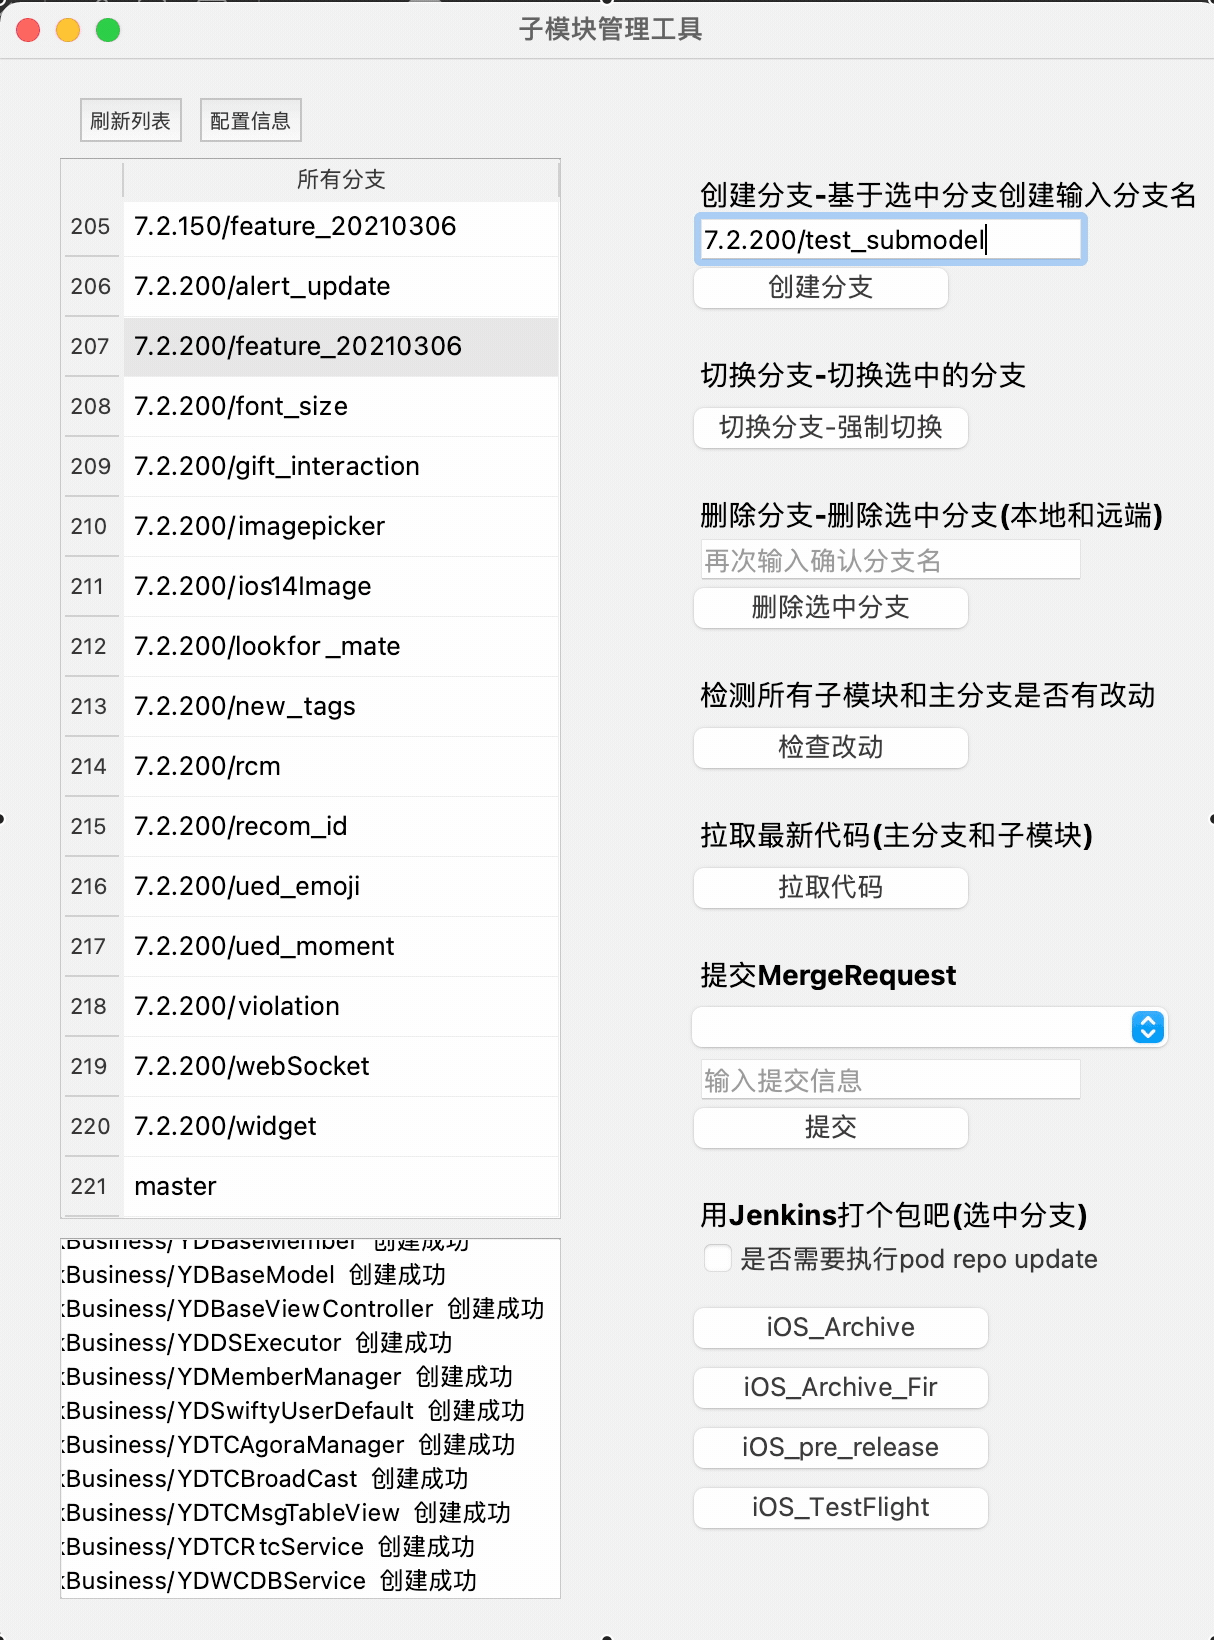 子模块管理工具
刷新列表 配置信息
所有分支
205 7.2.150/feature_20210306
206 7.2.200/alert_update
207 7.2.200/feature_20210306
208 7.2.200/font_size
209 7.2.200/gift_interaction
210 7.2.200/imagepicker
211 7.2.200/ios14Image
212 7.2.200/lookfor_mate
213 7.2.200/new_tags
214 7.2.200/rcm
215 7.2.200/recom_id
216 7.2.200/ued_emoji
217 7.2.200/ued_moment
218 7.2.200/violation
219 7.2.200/webSocket
220 7.2.200/widget
221 master
Business/YDBaseMember 创建成功
Business/YDBaseModel 创建成功
Business/YDBaseViewController 创建成功
Business/YDDSExecutor 创建成功
Business/YDMemberManager 创建成功
Business/YDSwiftyUserDefault 创建成功
Business/YDTCAgoraManager 创建成功
Business/YDTCBroadCast 创建成功
Business/YDTCMsgTableView 创建成功
Business/YDTCRtcService 创建成功
Business/YDWCDBService 创建成功
创建分支-基于选中分支创建输入分支名
7.2.200/test_submodel
创建分支
切换分支-切换选中的分支
切换分支-强制切换
删除分支-删除选中分支(本地和远端)
再次输入确认分支名
删除选中分支
检测所有子模块和主分支是否有改动
检查改动
拉取最新代码(主分支和子模块)
拉取代码
提交MergeRequest
输入提交信息
提交
用Jenkins打个包吧(选中分支)
是否需要执行pod repo update
iOS_Archive
iOS_Archive_Fir
iOS_pre_release
iOS_TestFlight